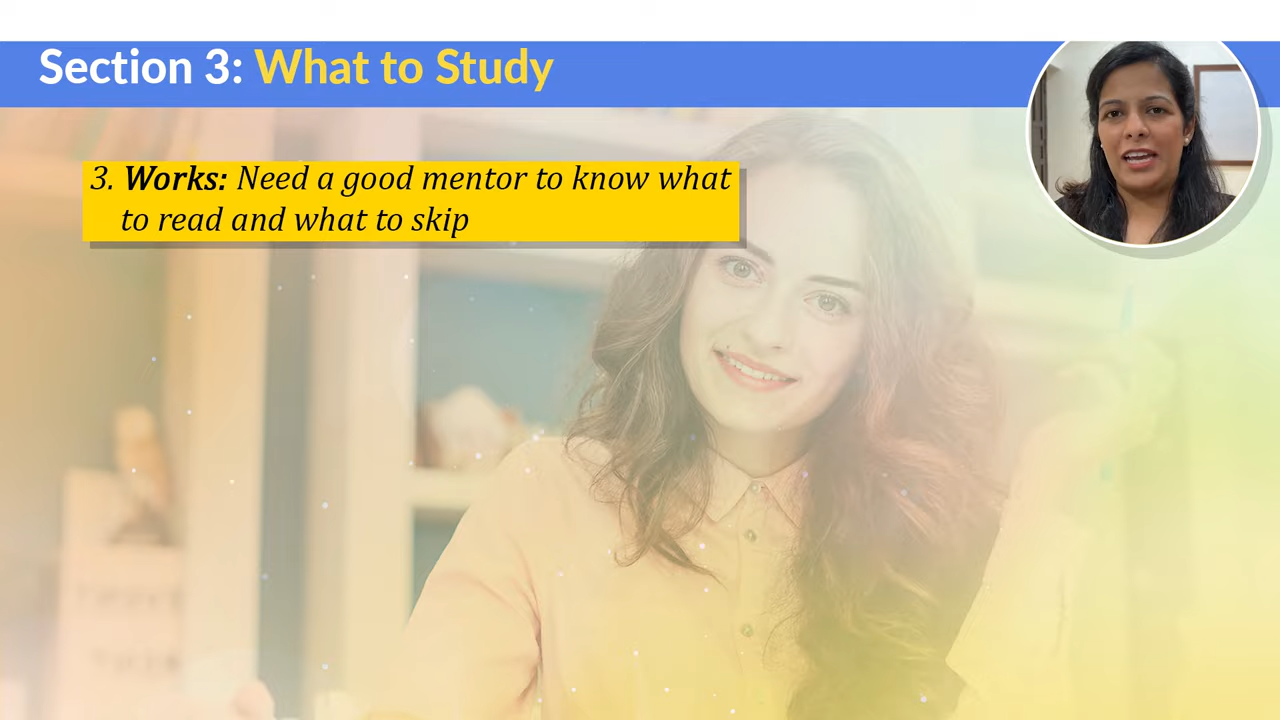 Section 3: What to Study
3. Works: Need a good mentor to know what
to read and what to skip